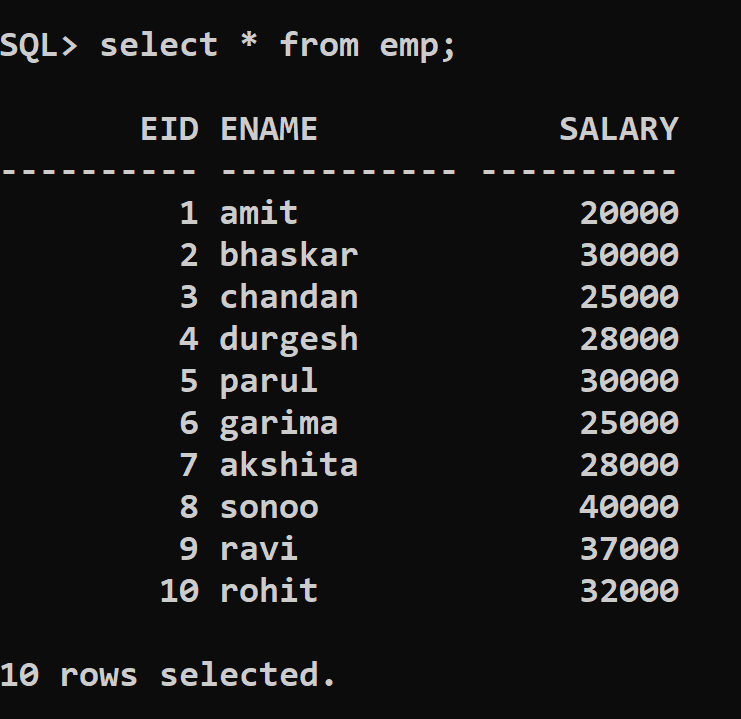 SQL> select * from emp;
EID ENAME SALARY
---------- ------------ ----------
1 amit 20000
2 bhaskar 30000
3 chandan 25000
4 durgesh 28000
5 parul 30000
6 garima 25000
7 akshita 28000
8 sonoo 40000
9 ravi 37000
10 rohit 32000
10 rows selected.